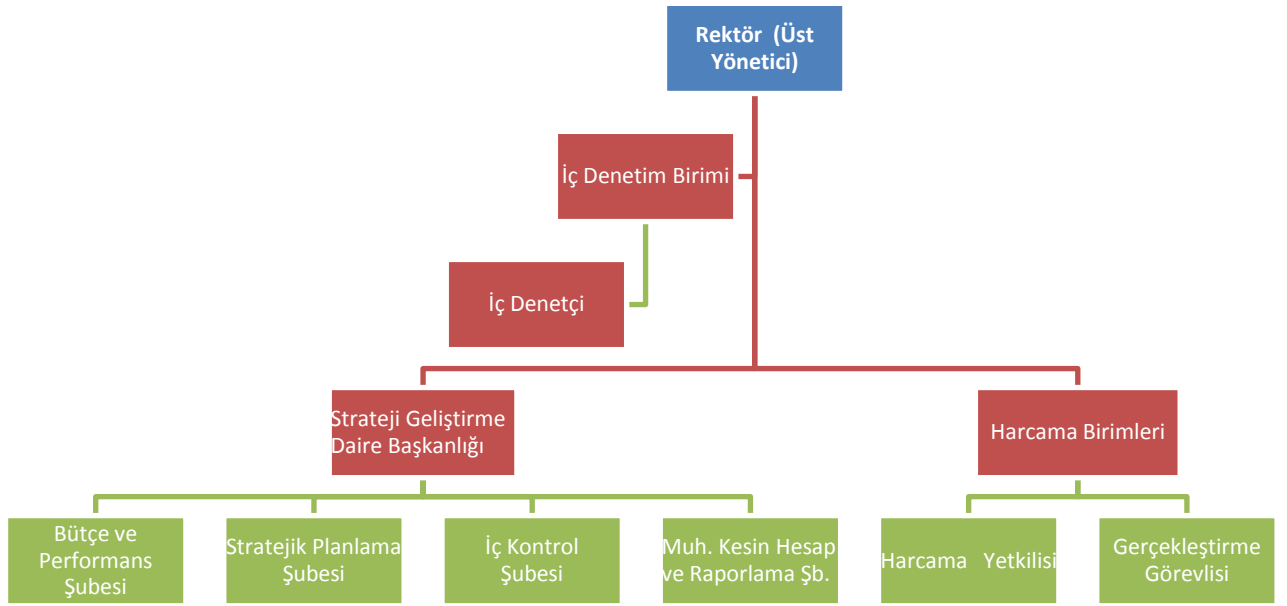 Rektör (Üst
Yönetici)
İç Denetim Birimi
İç Denetçi
Strateji Geliştirme
Daire Başkanlığı
Harcama Birimleri
Bütçe ve
Performans
Şubesi
Stratejik Planlama
Şubesi
İç Kontrol
Şubesi
Muh. Kesin Hesap
ve Raporlama Şb.
Harcama Yetkilisi
Gerçekleştirme
Görevlisi